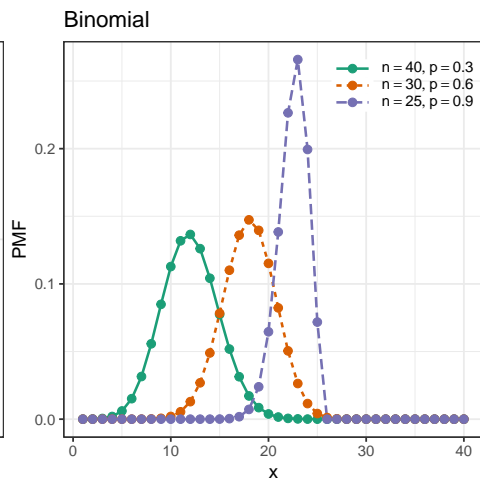 Binomial
n = 40, p = 0.3
n = 30, p = 0.6
n = 25, p = 0.9
PMF
0.2
0.1
0.0
0 10 20 30 40
x